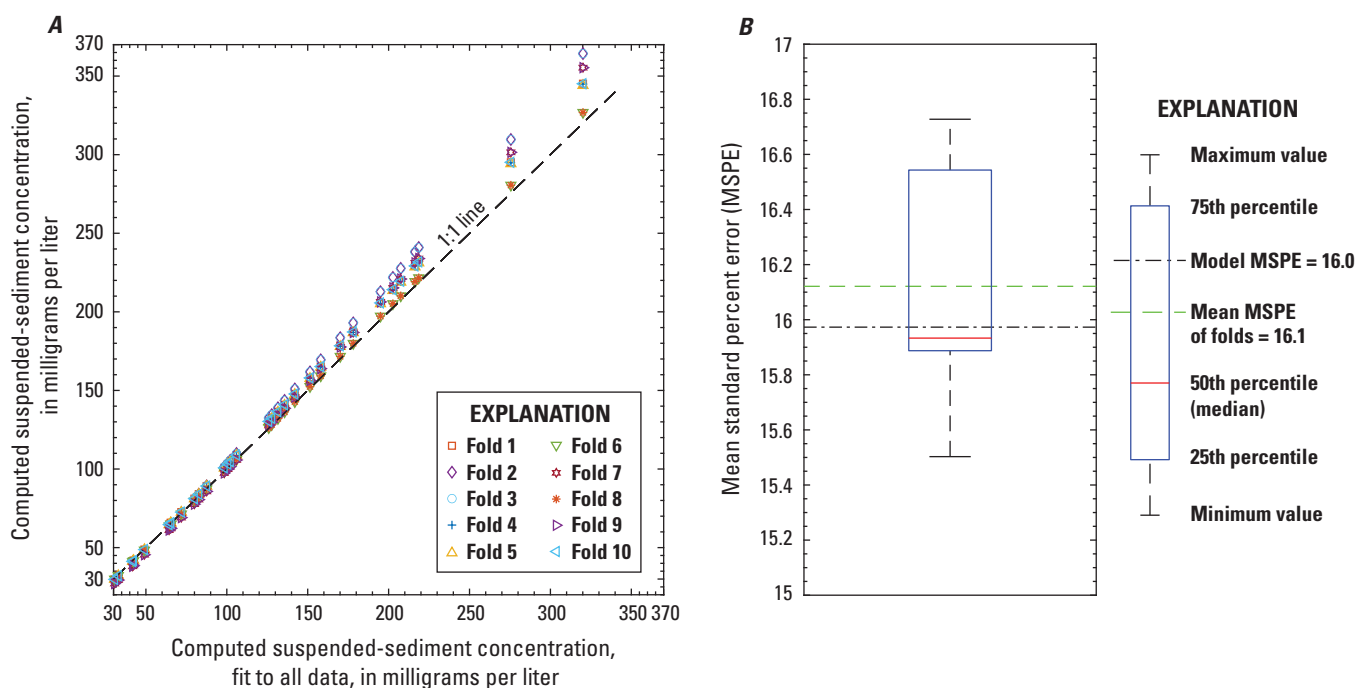 A
Computed suspended-sediment concentration,
in milligrams per liter
370
350
300
250
200
150
100
50
30
1:1 line
EXPLANATION
Fold 1
Fold 2
Fold 3
Fold 4
Fold 5
Fold 6
Fold 7
Fold 8
Fold 9
Fold 10
30 50 100 150 200 250 300 350 370
Computed suspended-sediment concentration,
fit to all data, in milligrams per liter
B
Mean standard percent error (MSPE)
17
16.8
16.6
16.4
16.2
16
15.8
15.6
15.4
15.2
15
EXPLANATION
Maximum value
75th percentile
Model MSPE = 16.0
Mean MSPE
of folds = 16.1
50th percentile
(median)
25th percentile
Minimum value